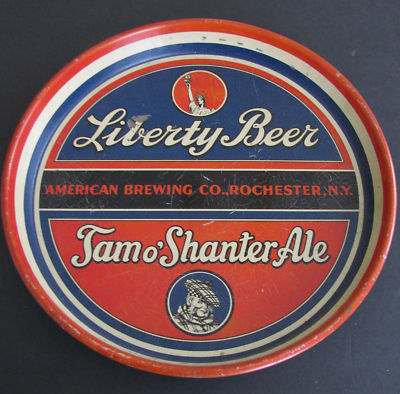 Liberty Beer
AMERICAN BREWING CO., ROCHESTER, N.Y.
Tam o' Shanter Ale